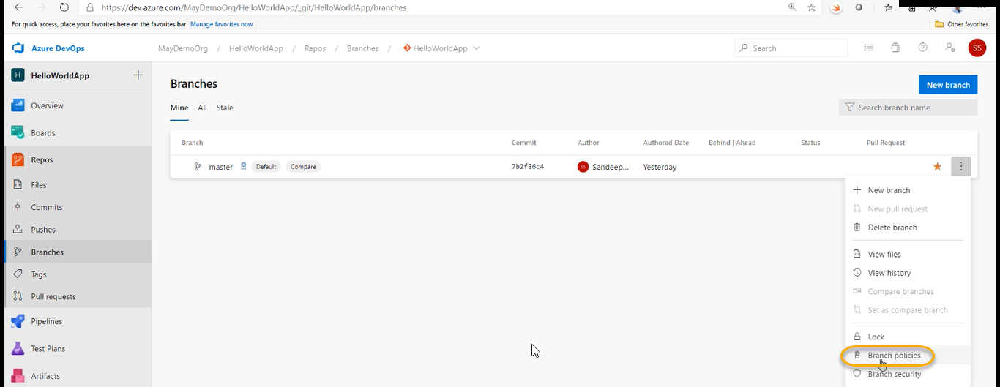 https://dev.azure.com/MayDemoOrg/HelloWorldApp/_git/HelloWorldApp/branches
For quick access, place your favorites here on the favorites bar. Manage favorites now
Other favorites
Azure DevOps
MayDemoOrg / HelloWorldApp / Repos / Branches / HelloWorldApp
Search
SS
H HelloWorldApp
Overview
Boards
Repos
Files
Commits
Pushes
Branches
Tags
Pull requests
Pipelines
Test Plans
Artifacts
Branches
New branch
Mine All Stale
Search branch name
Branch Commit Author Authored Date Behind | Ahead Status Pull Request
master Default Compare 7b2f86c4 SS Sandeep... Yesterday
New branch
New pull request
Delete branch
View files
View history
Compare branches
Set as compare branch
Lock
Branch policies
Branch security